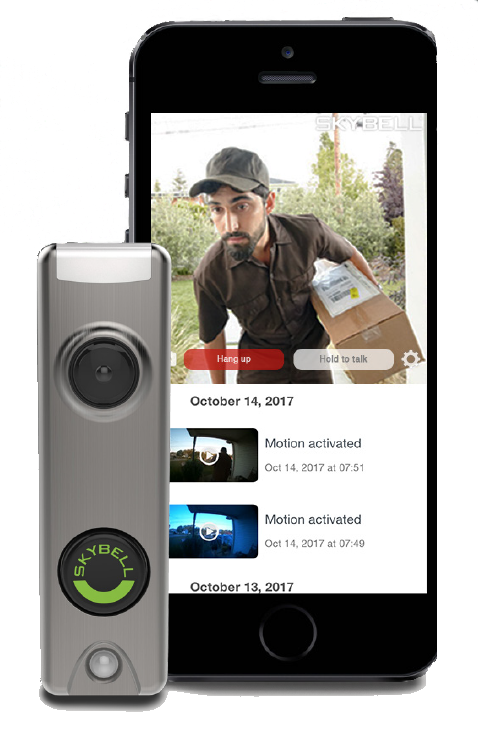 SKYBELL
Hang up
Hold to talk
October 14, 2017
Motion activated
Oct 14, 2017 at 07:51
Motion activated
Oct 14, 2017 at 07:49
October 13, 2017
SKYBELL